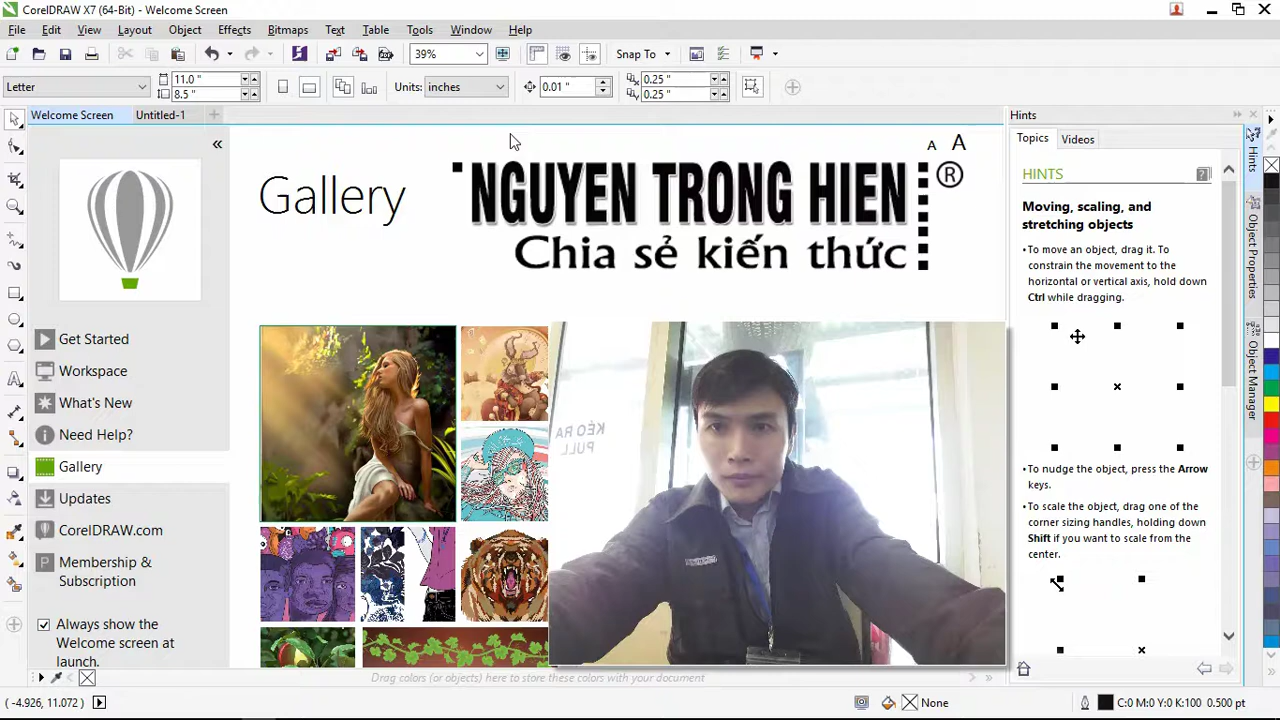 CorelDRAW X7 (64-Bit) - Welcome Screen
File Edit View Layout Object Effects Bitmaps Text Table Tools Window Help
39% Snap To
Letter 11.0 " 8.5 " Units: inches 0.01 " 0.25 " 0.25 "
Welcome Screen Untitled-1
Hints
Topics Videos
HINTS
Moving, scaling, and
stretching objects
•To move an object, drag it. To
constrain the movement to the
horizontal or vertical axis, hold down
Ctrl while dragging.
•To nudge the object, press the Arrow
keys.
•To scale the object, drag one of the
corner sizing handles, holding down
Shift if you want to scale from the
center.
Hints
Object Properties
Object Manager
Gallery
A A
NGUYEN TRONG HIEN ®
Chia sẻ kiến thức
KÉO RA
PULL
Get Started
Workspace
What's New
Need Help?
Gallery
Updates
CorelDRAW.com
Membership &
Subscription
Always show the
Welcome screen at
launch.
Drag colors (or objects) here to store these colors with your document
(-4.926, 11.072) None C:0 M:0 Y:0 K:100 0.500 pt